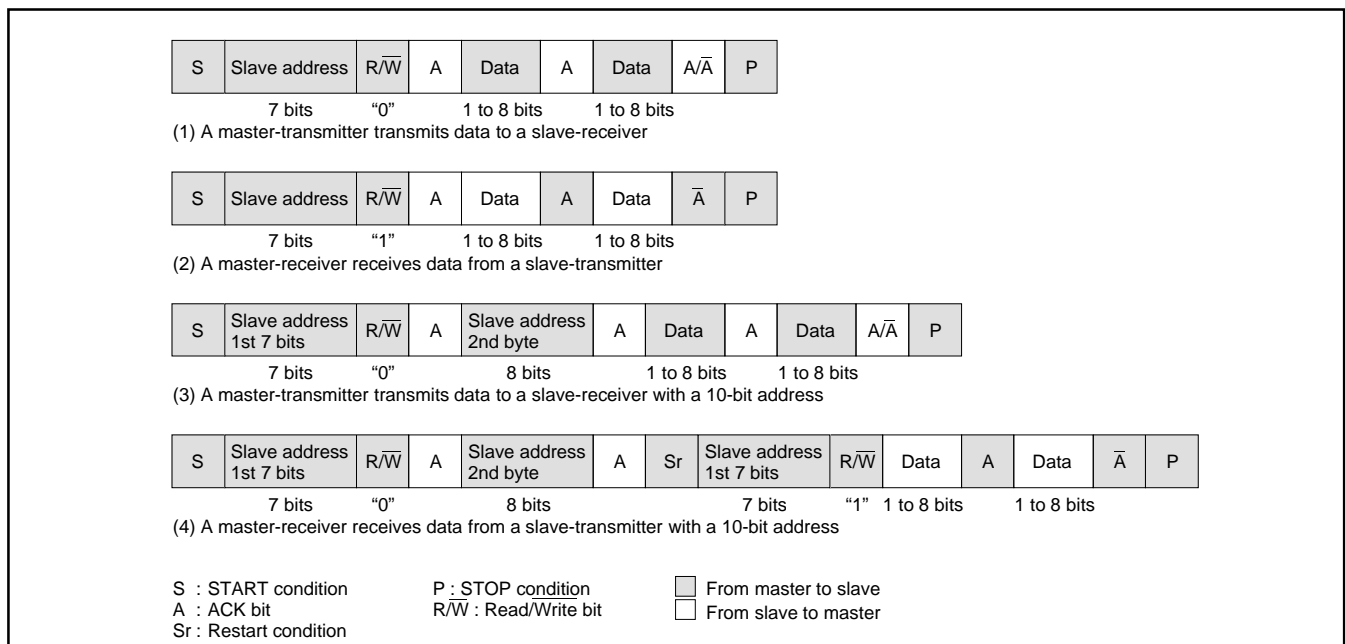 S Slave address R/W̅ A Data A Data A/A̅ P
7 bits “0” 1 to 8 bits 1 to 8 bits
(1) A master-transmitter transmits data to a slave-receiver
S Slave address R/W̅ A Data A Data A̅ P
7 bits “1” 1 to 8 bits 1 to 8 bits
(2) A master-receiver receives data from a slave-transmitter
S Slave address 1st 7 bits R/W̅ A Slave address 2nd byte A Data A Data A/A̅ P
7 bits “0” 8 bits 1 to 8 bits 1 to 8 bits
(3) A master-transmitter transmits data to a slave-receiver with a 10-bit address
S Slave address 1st 7 bits R/W̅ A Slave address 2nd byte A Sr Slave address 1st 7 bits R/W̅ Data A Data A̅ P
7 bits “0” 8 bits 7 bits “1” 1 to 8 bits 1 to 8 bits
(4) A master-receiver receives data from a slave-transmitter with a 10-bit address
S : START condition P : STOP condition From master to slave
A : ACK bit R/W̅ : Read/W̅r̅i̅t̅e̅ bit From slave to master
Sr : Restart condition